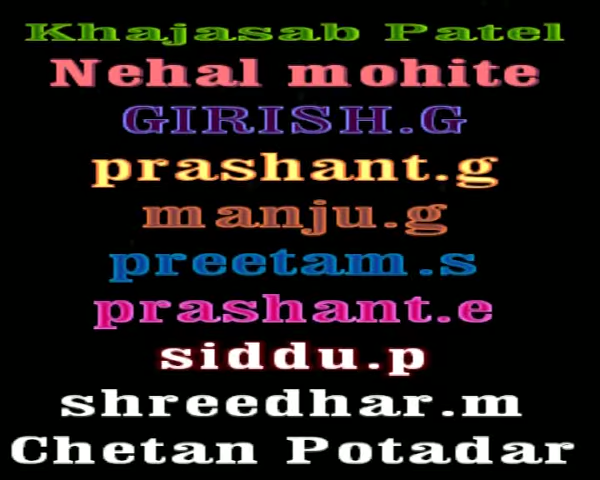 Khajasab Patel
Nehal mohite
GIRISH.G
prashant.g
manju.g
preetam.s
prashant.e
siddu.p
shreedhar.m
Chetan Potadar